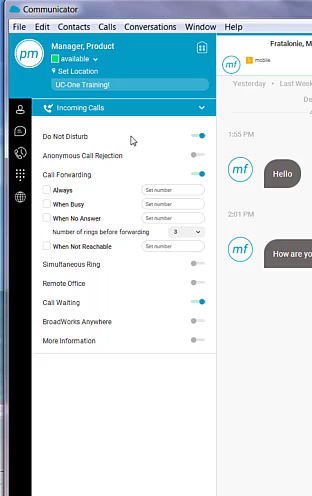 Communicator
File Edit Contacts Calls Conversations Window Help
pm
Manager, Product
available
Set Location
UC-One Training!
Incoming Calls
Do Not Disturb
Anonymous Call Rejection
Call Forwarding
Always Set number
When Busy Set number
When No Answer Set number
Number of rings before forwarding 3
When Not Reachable Set number
Simultaneous Ring
Remote Office
Call Waiting
BroadWorks Anywhere
More Information
Fratalonie, M
mf
mobile
Yesterday • Last Week
De
1:55 PM
mf
Hello
2:01 PM
mf
How are yo